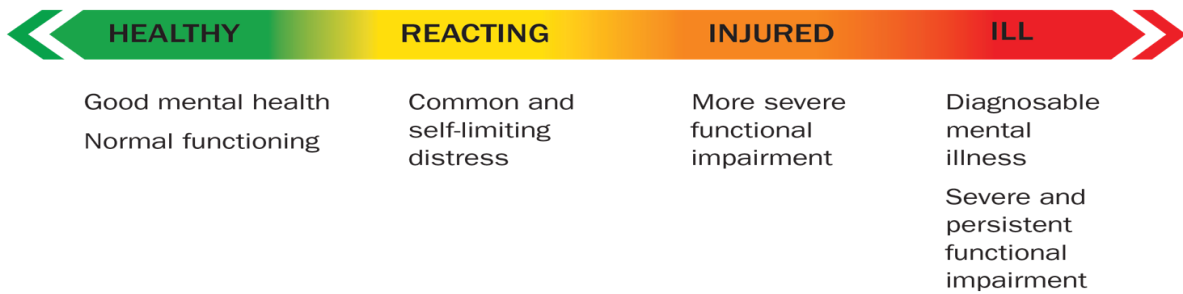 HEALTHY
REACTING
INJURED
ILL
Good mental health
Normal functioning
Common and
self-limiting
distress
More severe
functional
impairment
Diagnosable
mental
illness
Severe and
persistent
functional
impairment